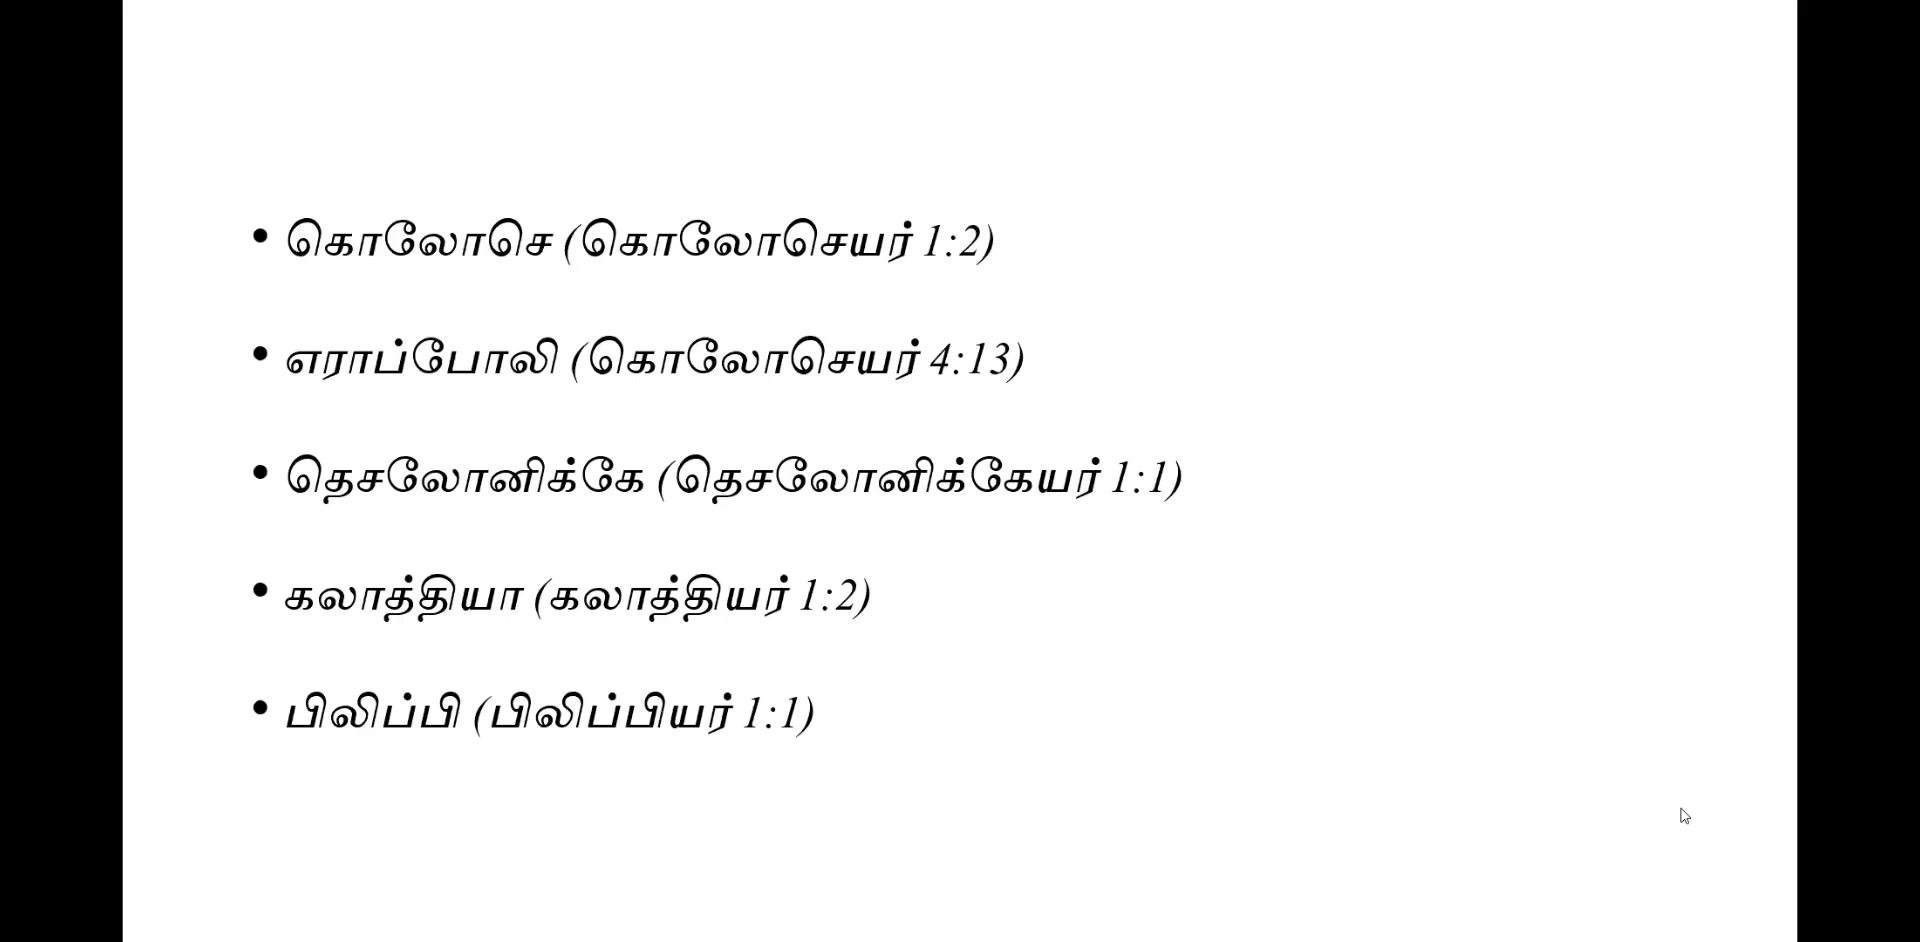 • கொலோசெ (கொலோசெயர் 1:2)
• எராப்போலி (கொலோசெயர் 4:13)
• தெசலோனிக்கே (தெசலோனிக்கேயர் 1:1)
• கலாத்தியா (கலாத்தியர் 1:2)
• பிலிப்பி (பிலிப்பியர் 1:1)